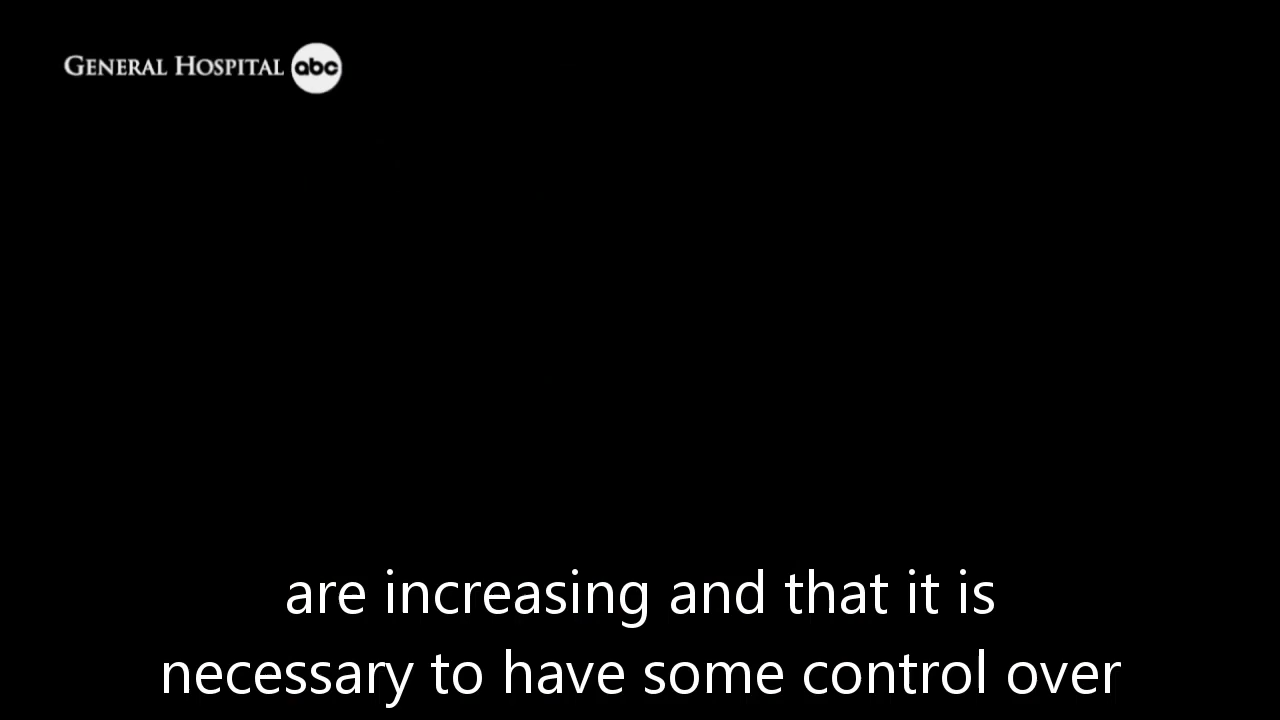 GENERAL HOSPITAL abc
are increasing and that it is
necessary to have some control over